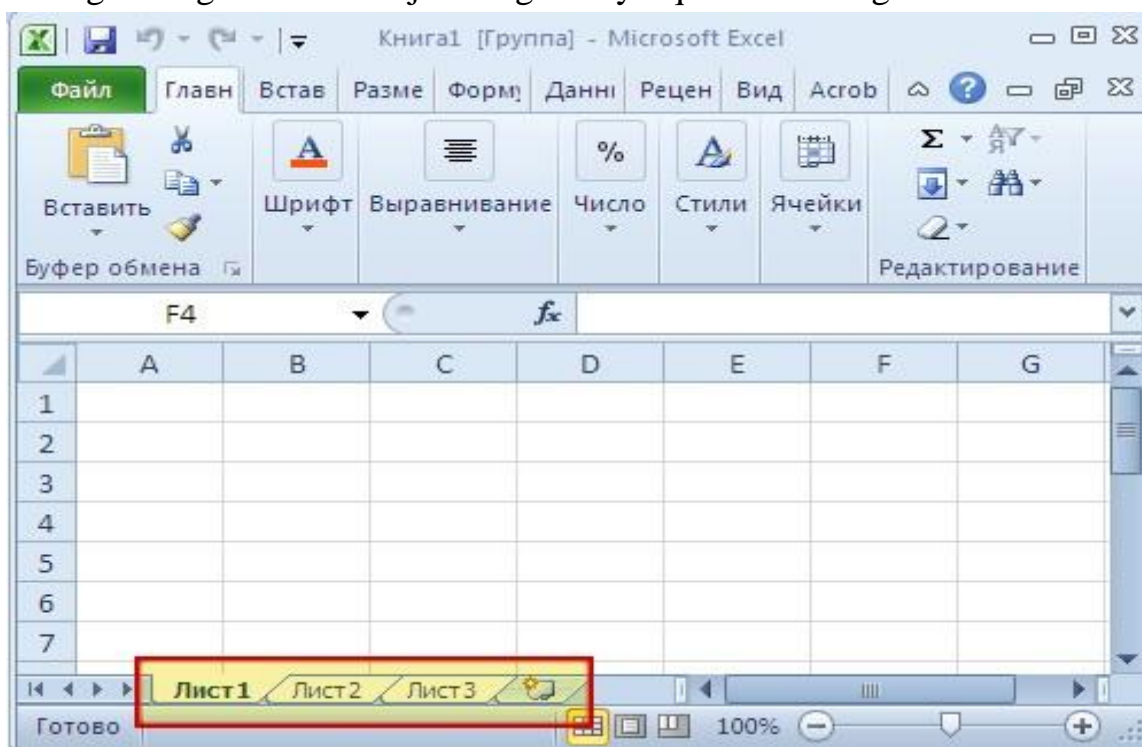 Книга1 [Группа] - Microsoft Excel
Файл Главн Встав Разме Форму Данны Рецен Вид Acrob
Вставить Шрифт Выравнивание Число Стили Ячейки
Буфер обмена Редактирование
F4 fx
A B C D E F G
1
2
3
4
5
6
7
Лист1 Лист2 Лист3
Готово 100%